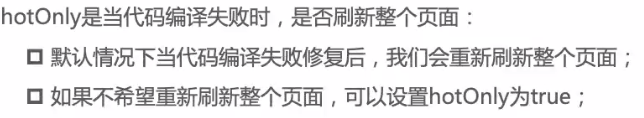 hotOnly是当代码编译失败时，是否刷新整个页面：
默认情况下当代码编译失败修复后，我们会重新刷新整个页面；
如果不希望重新刷新整个页面，可以设置hotOnly为true；